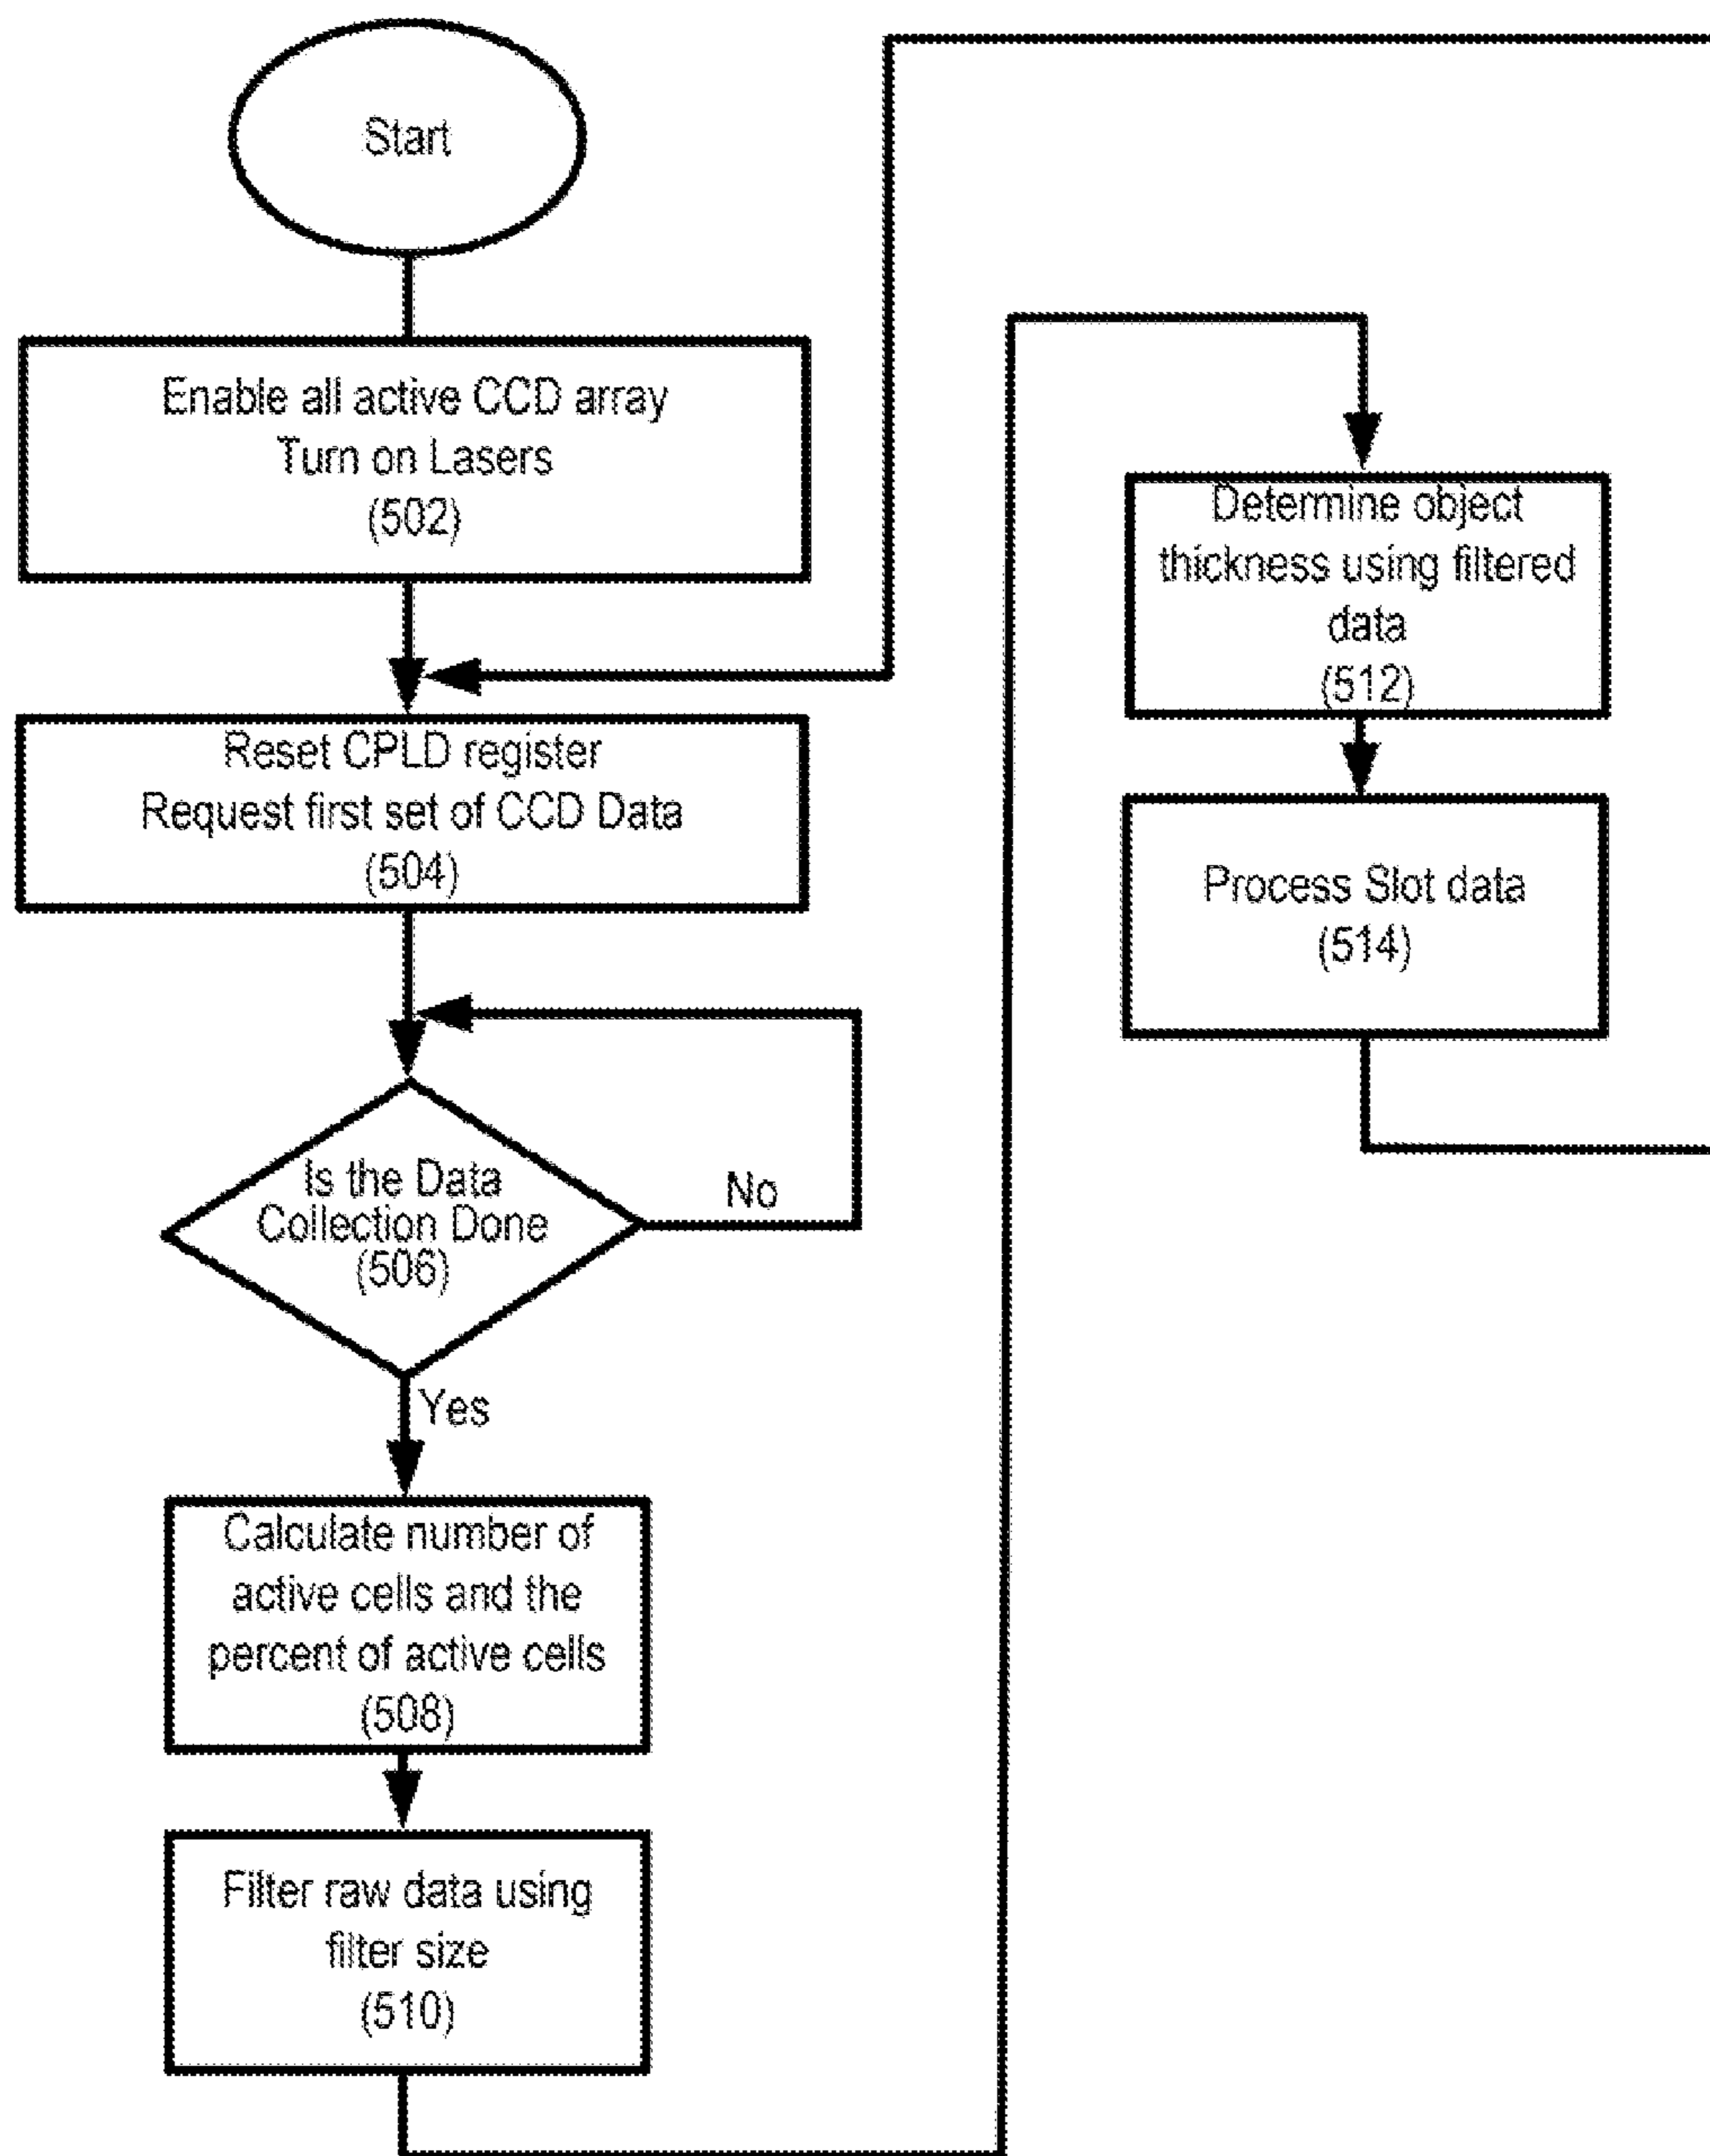 Start
Enable all active CCD array
Turn on Lasers
(502)
Reset CPLD register
Request first set of CCD Data
(504)
Is the Data
Collection Done
(506)
No
Yes
Calculate number of
active cells and the
percent of active cells
(508)
Filter raw data using
filter size
(510)
Determine object
thickness using filtered
data
(512)
Process Slot data
(514)